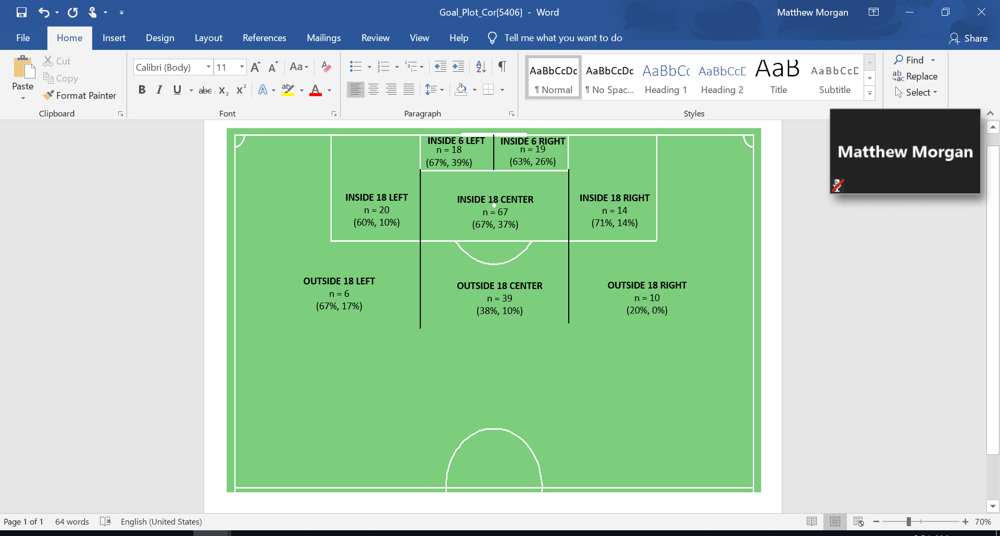 Goal_Plot_Cor[5406] - Word
Matthew Morgan
File Home Insert Design Layout References Mailings Review View Help Tell me what you want to do Share
Paste
Cut
Copy
Format Painter
Clipboard
Calibri (Body) 11
Font
Paragraph
AaBbCcDc AaBbCcDc AaBbCc AaBbCcD AaB AaBbCcD
¶ Normal ¶ No Spac... Heading 1 Heading 2 Title Subtitle
Styles
Find
Replace
Select
Matthew Morgan
INSIDE 6 LEFT
n = 18
(67%, 39%)
INSIDE 6 RIGHT
n = 19
(63%, 26%)
INSIDE 18 LEFT
n = 20
(60%, 10%)
INSIDE 18 CENTER
n = 67
(67%, 37%)
INSIDE 18 RIGHT
n = 14
(71%, 14%)
OUTSIDE 18 LEFT
n = 6
(67%, 17%)
OUTSIDE 18 CENTER
n = 39
(38%, 10%)
OUTSIDE 18 RIGHT
n = 10
(20%, 0%)
Page 1 of 1 64 words English (United States) 70%